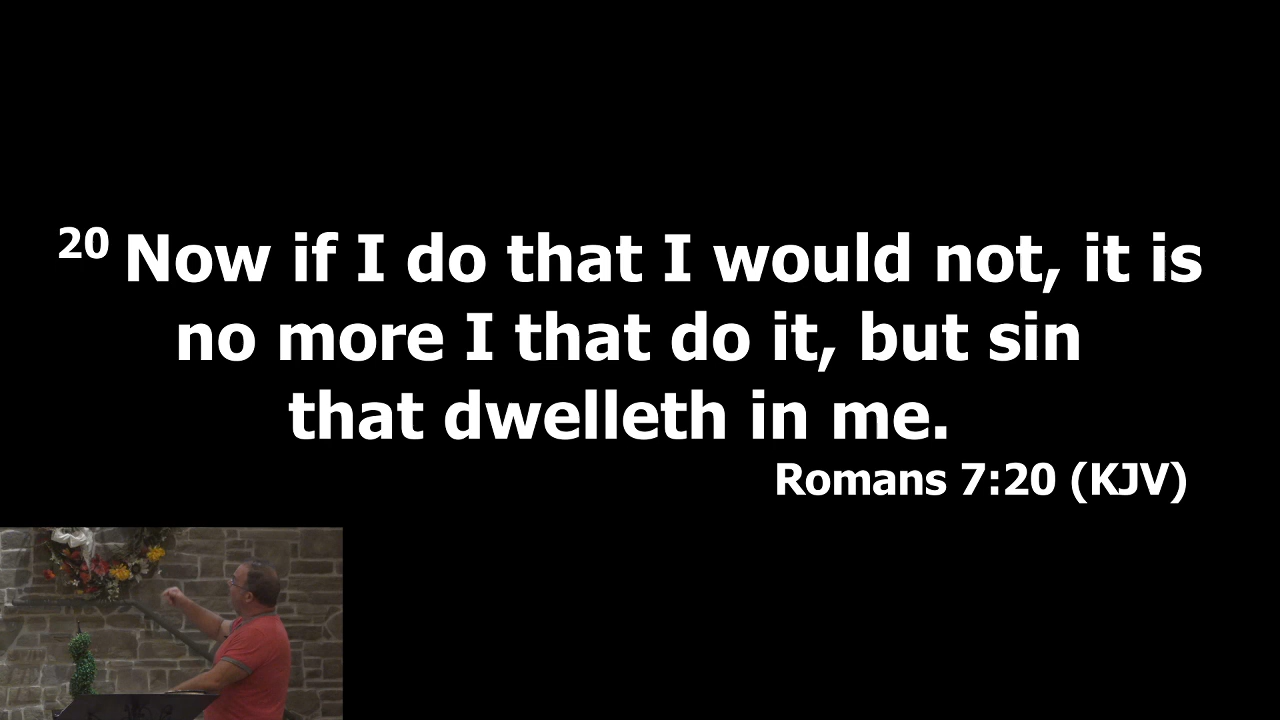 20 Now if I do that I would not, it is
no more I that do it, but sin
that dwelleth in me.
Romans 7:20 (KJV)